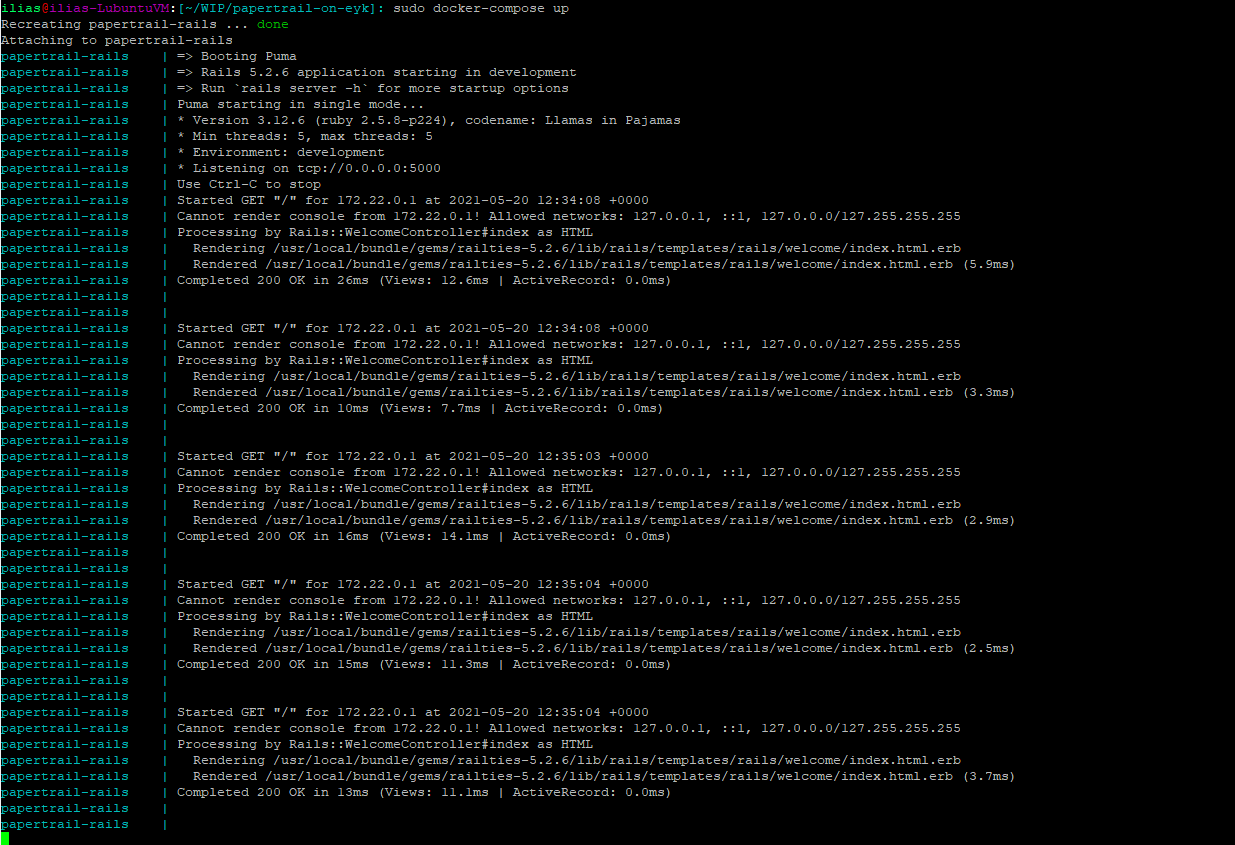 ilias@ilias-LubuntuVM:[~/WIP/papertrail-on-eyk]: sudo docker-compose up
Recreating papertrail-rails ... done
Attaching to papertrail-rails
papertrail-rails    | => Booting Puma
papertrail-rails    | => Rails 5.2.6 application starting in development
papertrail-rails    | => Run `rails server -h` for more startup options
papertrail-rails    | Puma starting in single mode...
papertrail-rails    | * Version 3.12.6 (ruby 2.5.8-p224), codename: Llamas in Pajamas
papertrail-rails    | * Min threads: 5, max threads: 5
papertrail-rails    | * Environment: development
papertrail-rails    | * Listening on tcp://0.0.0.0:5000
papertrail-rails    | Use Ctrl-C to stop
papertrail-rails    | Started GET "/" for 172.22.0.1 at 2021-05-20 12:34:08 +0000
papertrail-rails    | Cannot render console from 172.22.0.1! Allowed networks: 127.0.0.1, ::1, 127.0.0.0/127.255.255.255
papertrail-rails    | Processing by Rails::WelcomeController#index as HTML
papertrail-rails    |   Rendering /usr/local/bundle/gems/railties-5.2.6/lib/rails/templates/rails/welcome/index.html.erb
papertrail-rails    |   Rendered /usr/local/bundle/gems/railties-5.2.6/lib/rails/templates/rails/welcome/index.html.erb (5.9ms)
papertrail-rails    | Completed 200 OK in 26ms (Views: 12.6ms | ActiveRecord: 0.0ms)
papertrail-rails    |
papertrail-rails    |
papertrail-rails    | Started GET "/" for 172.22.0.1 at 2021-05-20 12:34:08 +0000
papertrail-rails    | Cannot render console from 172.22.0.1! Allowed networks: 127.0.0.1, ::1, 127.0.0.0/127.255.255.255
papertrail-rails    | Processing by Rails::WelcomeController#index as HTML
papertrail-rails    |   Rendering /usr/local/bundle/gems/railties-5.2.6/lib/rails/templates/rails/welcome/index.html.erb
papertrail-rails    |   Rendered /usr/local/bundle/gems/railties-5.2.6/lib/rails/templates/rails/welcome/index.html.erb (3.3ms)
papertrail-rails    | Completed 200 OK in 10ms (Views: 7.7ms | ActiveRecord: 0.0ms)
papertrail-rails    |
papertrail-rails    |
papertrail-rails    | Started GET "/" for 172.22.0.1 at 2021-05-20 12:35:03 +0000
papertrail-rails    | Cannot render console from 172.22.0.1! Allowed networks: 127.0.0.1, ::1, 127.0.0.0/127.255.255.255
papertrail-rails    | Processing by Rails::WelcomeController#index as HTML
papertrail-rails    |   Rendering /usr/local/bundle/gems/railties-5.2.6/lib/rails/templates/rails/welcome/index.html.erb
papertrail-rails    |   Rendered /usr/local/bundle/gems/railties-5.2.6/lib/rails/templates/rails/welcome/index.html.erb (2.9ms)
papertrail-rails    | Completed 200 OK in 16ms (Views: 14.1ms | ActiveRecord: 0.0ms)
papertrail-rails    |
papertrail-rails    |
papertrail-rails    | Started GET "/" for 172.22.0.1 at 2021-05-20 12:35:04 +0000
papertrail-rails    | Cannot render console from 172.22.0.1! Allowed networks: 127.0.0.1, ::1, 127.0.0.0/127.255.255.255
papertrail-rails    | Processing by Rails::WelcomeController#index as HTML
papertrail-rails    |   Rendering /usr/local/bundle/gems/railties-5.2.6/lib/rails/templates/rails/welcome/index.html.erb
papertrail-rails    |   Rendered /usr/local/bundle/gems/railties-5.2.6/lib/rails/templates/rails/welcome/index.html.erb (2.5ms)
papertrail-rails    | Completed 200 OK in 15ms (Views: 11.3ms | ActiveRecord: 0.0ms)
papertrail-rails    |
papertrail-rails    |
papertrail-rails    | Started GET "/" for 172.22.0.1 at 2021-05-20 12:35:04 +0000
papertrail-rails    | Cannot render console from 172.22.0.1! Allowed networks: 127.0.0.1, ::1, 127.0.0.0/127.255.255.255
papertrail-rails    | Processing by Rails::WelcomeController#index as HTML
papertrail-rails    |   Rendering /usr/local/bundle/gems/railties-5.2.6/lib/rails/templates/rails/welcome/index.html.erb
papertrail-rails    |   Rendered /usr/local/bundle/gems/railties-5.2.6/lib/rails/templates/rails/welcome/index.html.erb (3.7ms)
papertrail-rails    | Completed 200 OK in 13ms (Views: 11.1ms | ActiveRecord: 0.0ms)
papertrail-rails    |
papertrail-rails    |